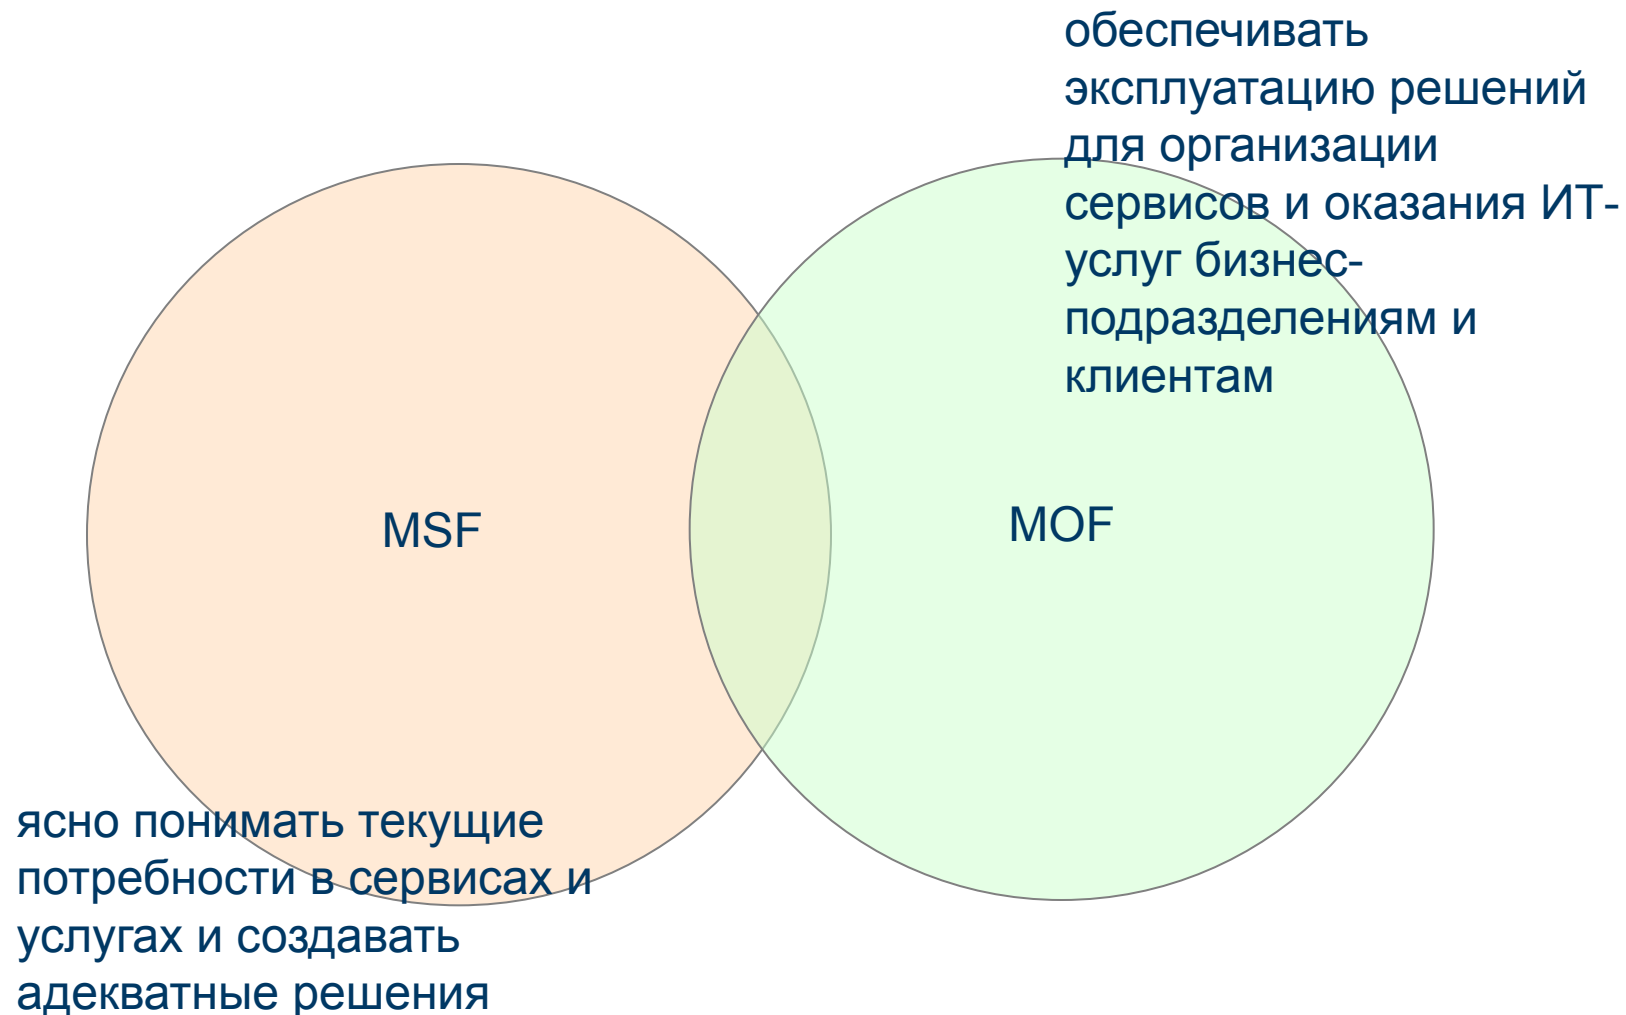 обеспечивать
эксплуатацию решений
для организации
сервисов и оказания ИТ-
услуг бизнес-
подразделениям и
клиентам
MSF
MOF
ясно понимать текущие
потребности в сервисах и
услугах и создавать
адекватные решения